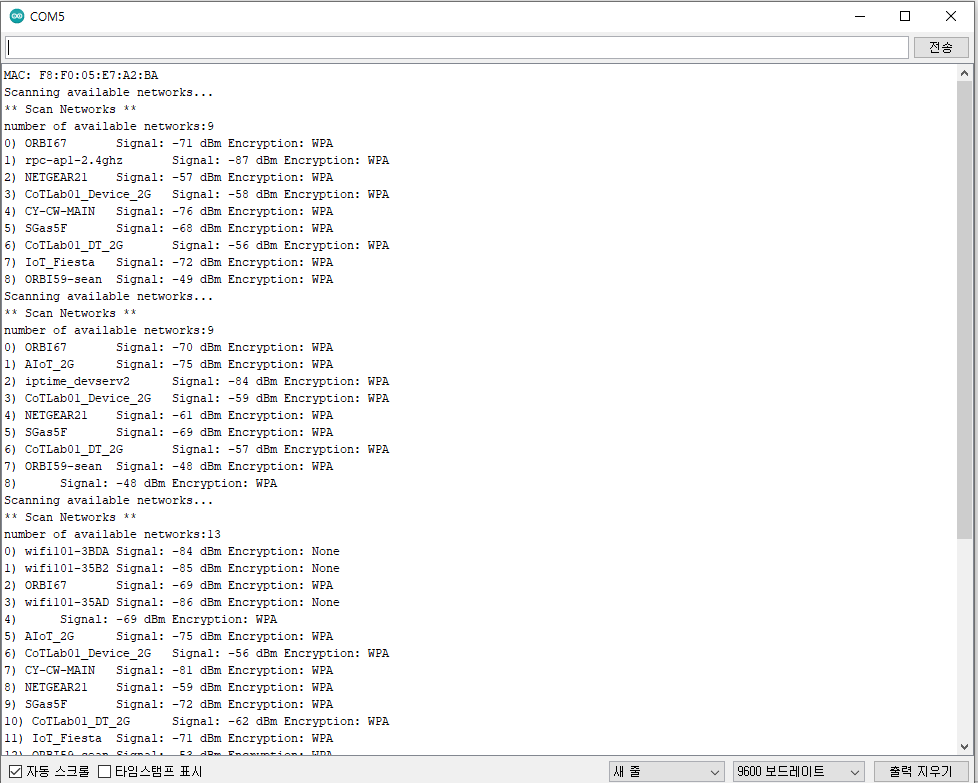 COM5
전송
MAC: F8:F0:05:E7:A2:BA
Scanning available networks...
** Scan Networks **
number of available networks:9
0) ORBI67 Signal: -71 dBm Encryption: WPA
1) rpc-ap1-2.4ghz Signal: -87 dBm Encryption: WPA
2) NETGEAR21 Signal: -57 dBm Encryption: WPA
3) CoTLab01_Device_2G Signal: -58 dBm Encryption: WPA
4) CY-CW-MAIN Signal: -76 dBm Encryption: WPA
5) SGas5F Signal: -68 dBm Encryption: WPA
6) CoTLab01_DT_2G Signal: -56 dBm Encryption: WPA
7) IoT_Fiesta Signal: -72 dBm Encryption: WPA
8) ORBI59-sean Signal: -49 dBm Encryption: WPA
Scanning available networks...
** Scan Networks **
number of available networks:9
0) ORBI67 Signal: -70 dBm Encryption: WPA
1) AIoT_2G Signal: -75 dBm Encryption: WPA
2) iptime_devserv2 Signal: -84 dBm Encryption: WPA
3) CoTLab01_Device_2G Signal: -59 dBm Encryption: WPA
4) NETGEAR21 Signal: -61 dBm Encryption: WPA
5) SGas5F Signal: -69 dBm Encryption: WPA
6) CoTLab01_DT_2G Signal: -57 dBm Encryption: WPA
7) ORBI59-sean Signal: -48 dBm Encryption: WPA
8) Signal: -48 dBm Encryption: WPA
Scanning available networks...
** Scan Networks **
number of available networks:13
0) wifi101-3BDA Signal: -84 dBm Encryption: None
1) wifi101-35B2 Signal: -85 dBm Encryption: None
2) ORBI67 Signal: -69 dBm Encryption: WPA
3) wifi101-35AD Signal: -86 dBm Encryption: None
4) Signal: -69 dBm Encryption: WPA
5) AIoT_2G Signal: -75 dBm Encryption: WPA
6) CoTLab01_Device_2G Signal: -56 dBm Encryption: WPA
7) CY-CW-MAIN Signal: -81 dBm Encryption: WPA
8) NETGEAR21 Signal: -59 dBm Encryption: WPA
9) SGas5F Signal: -72 dBm Encryption: WPA
10) CoTLab01_DT_2G Signal: -62 dBm Encryption: WPA
11) IoT_Fiesta Signal: -71 dBm Encryption: WPA
12) ORBI59-sean Signal: -53 dBm Encryption: WPA
자동 스크롤 타임스탬프 표시 새 줄 9600 보드레이트 출력 지우기